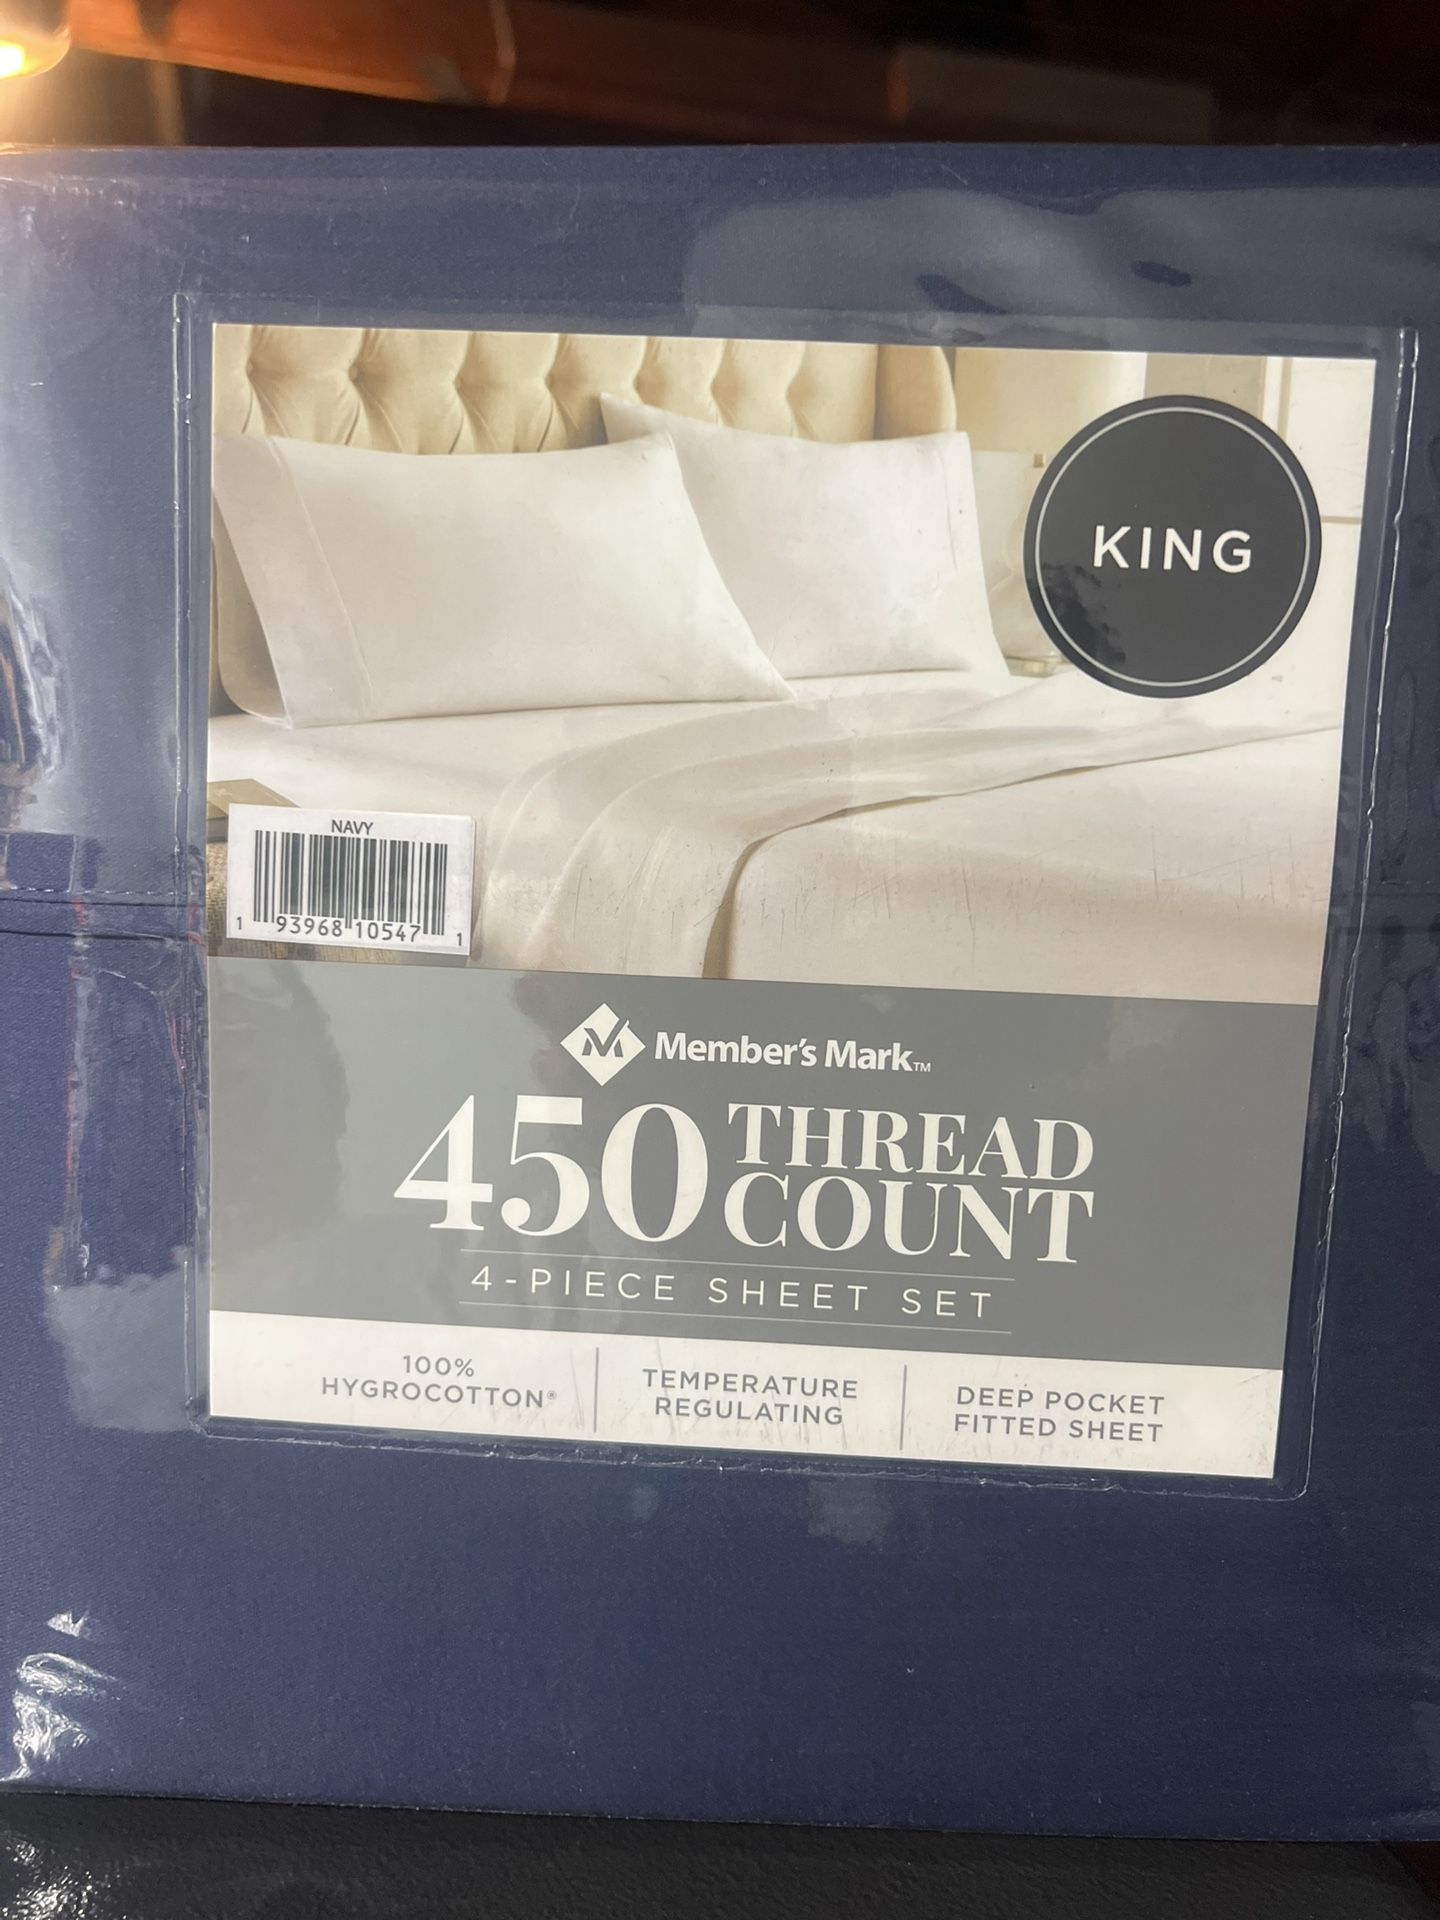 KING
NAVY
1 93968 10547 1
Member's Mark™
450 THREAD
COUNT
4-PIECE SHEET SET
100%
HYGROCOTTON®
TEMPERATURE
REGULATING
DEEP POCKET
FITTED SHEET